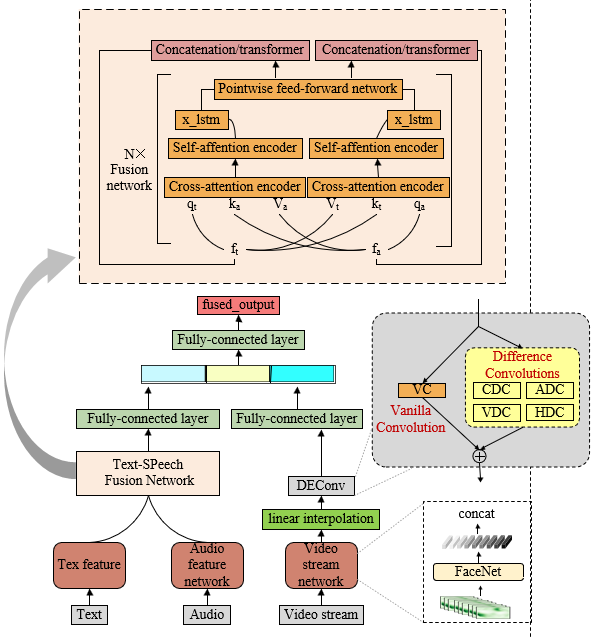 Concatenation/transformer
Concatenation/transformer
Pointwise feed-forward network
x_lstm
x_lstm
Self-affention encoder
Self-affention encoder
N×
Fusion
network
Cross-attention encoder
Cross-attention encoder
qt
ka
Va
Vt
kt
qa
ft
fa
fused_output
Fully-connected layer
Fully-connected layer
Fully-connected layer
Text-SPeech
Fusion Network
DEConv
linear interpolation
Tex feature
Audio
feature
network
Video
stream
network
Text
Audio
Video stream
Difference
Convolutions
VC
CDC
ADC
VDC
HDC
Vanilla
Convolution
concat
FaceNet